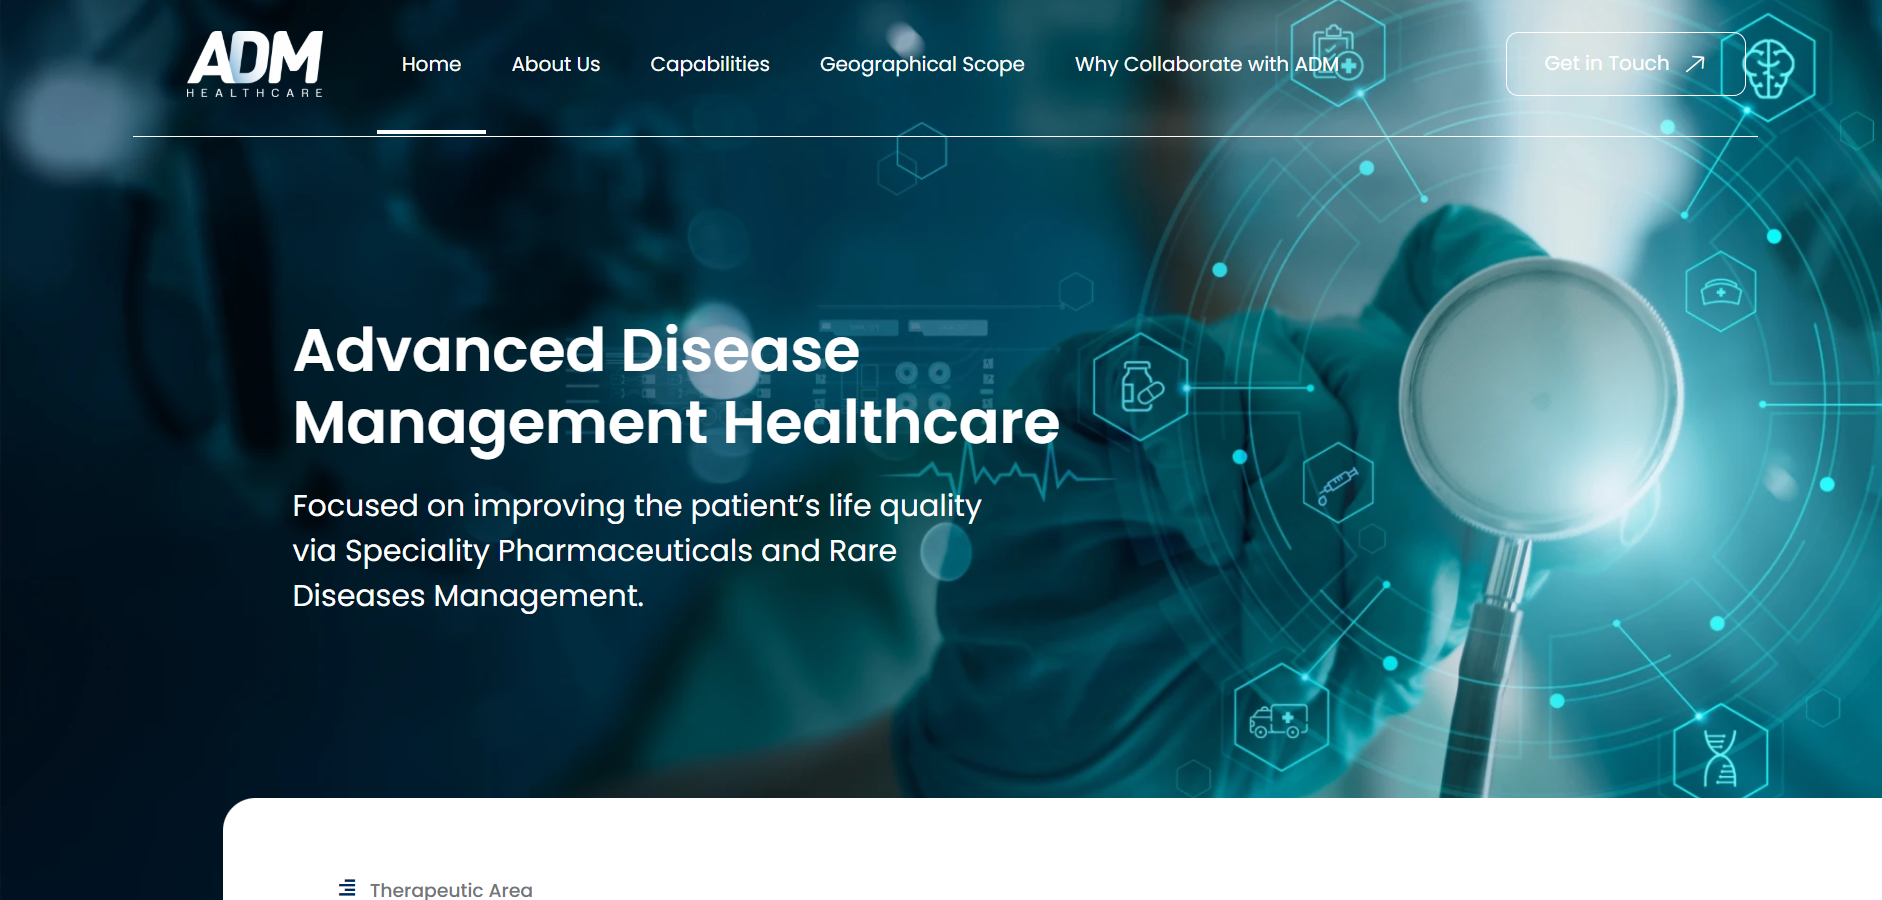 ADM
HEALTHCARE
Home
About Us
Capabilities
Geographical Scope
Why Collaborate with ADM
Get in Touch
Advanced Disease
Management Healthcare
Focused on improving the patient’s life quality
via Speciality Pharmaceuticals and Rare
Diseases Management.
Therapeutic Area